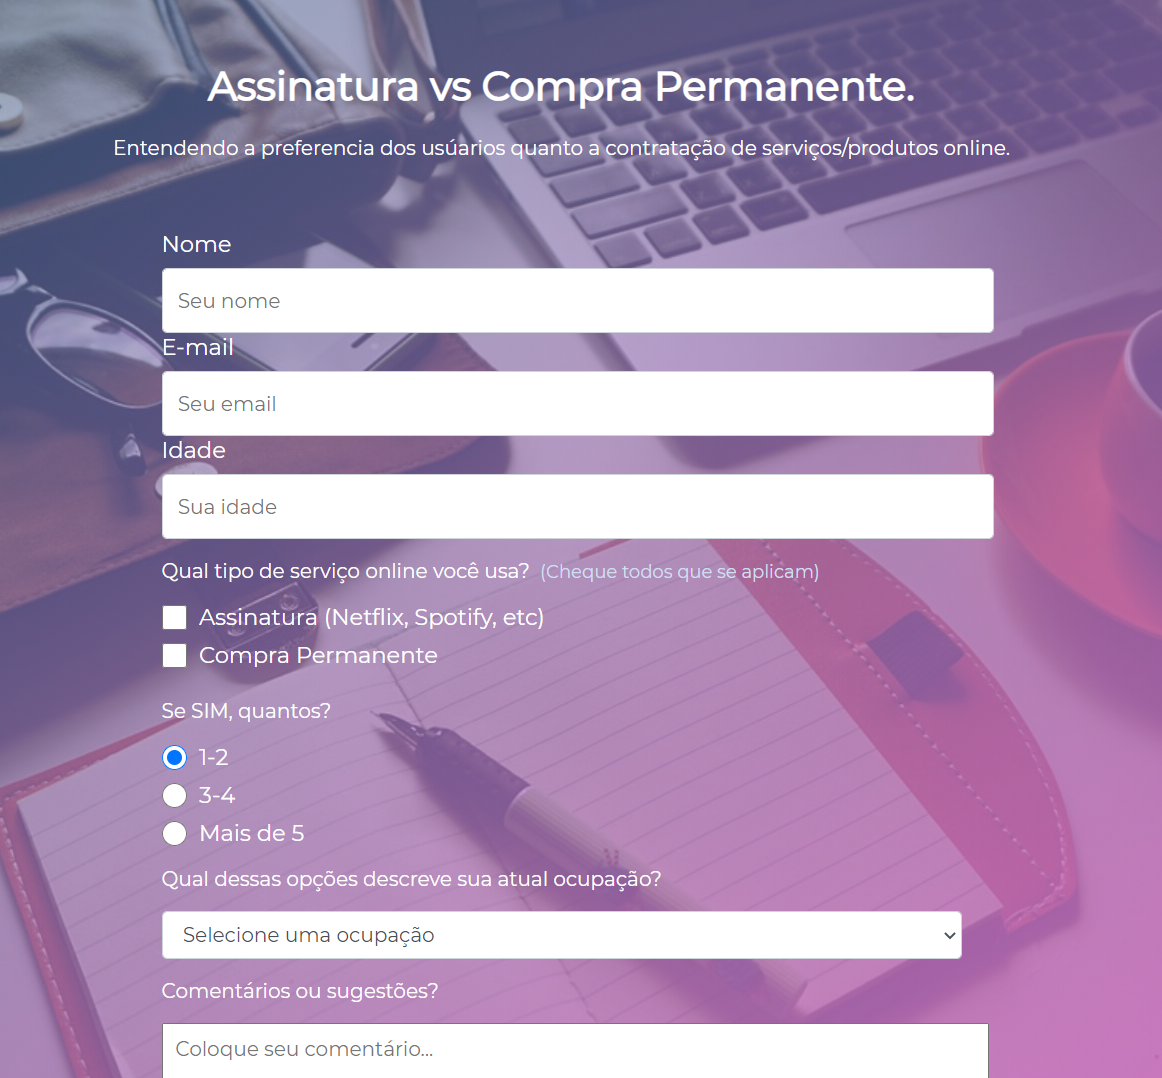 Assinatura vs Compra Permanente.
Entendendo a preferencia dos usúarios quanto a contratação de serviços/produtos online.
Nome
Seu nome
E-mail
Seu email
Idade
Sua idade
Qual tipo de serviço online você usa? (Cheque todos que se aplicam)
Assinatura (Netflix, Spotify, etc)
Compra Permanente
Se SIM, quantos?
1-2
3-4
Mais de 5
Qual dessas opções descreve sua atual ocupação?
Selecione uma ocupação
Comentários ou sugestões?
Coloque seu comentário...